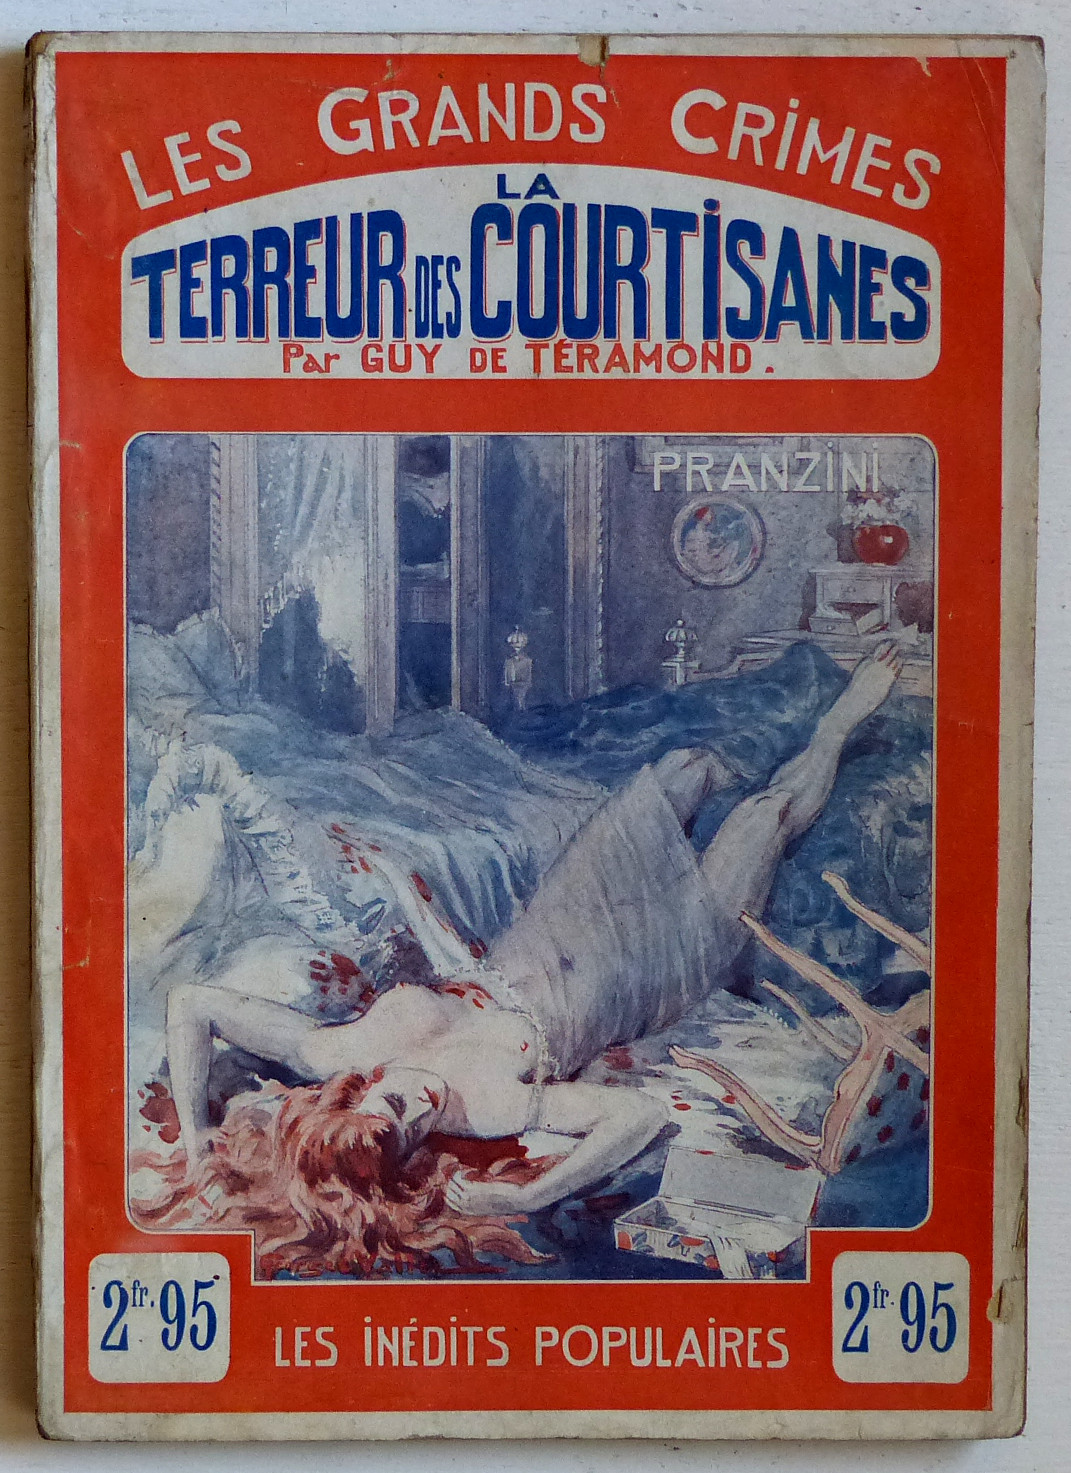 LES GRANDS CRIMES
LA
TERREUR DES COURTISANES
Par GUY DE TÉRAMOND.
PRANZINI
2fr. 95
LES INÉDITS POPULAIRES
2fr. 95